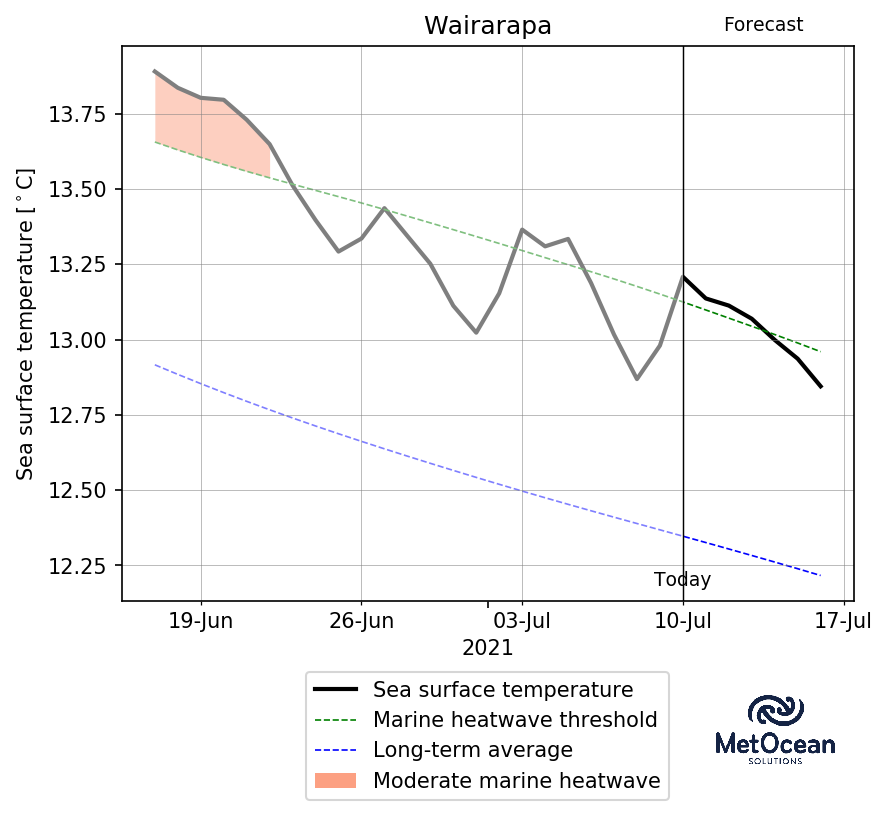 Wairarapa
Forecast
Sea surface temperature [°C]
13.75
13.50
13.25
13.00
12.75
12.50
12.25
Today
19-Jun
26-Jun
03-Jul
10-Jul
17-Jul
2021
Sea surface temperature
Marine heatwave threshold
Long-term average
Moderate marine heatwave
MetOcean
SOLUTIONS